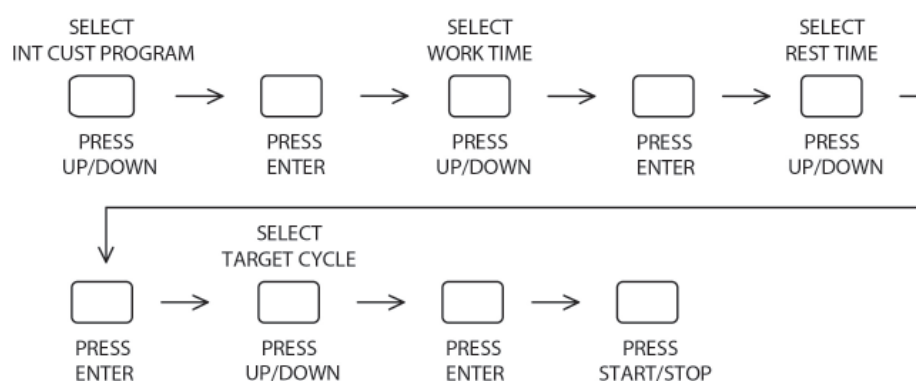 SELECT
INT CUST PROGRAM
SELECT
WORK TIME
SELECT
REST TIME
PRESS
UP/DOWN
PRESS
ENTER
PRESS
UP/DOWN
PRESS
ENTER
PRESS
UP/DOWN
SELECT
TARGET CYCLE
PRESS
ENTER
PRESS
UP/DOWN
PRESS
ENTER
PRESS
START/STOP